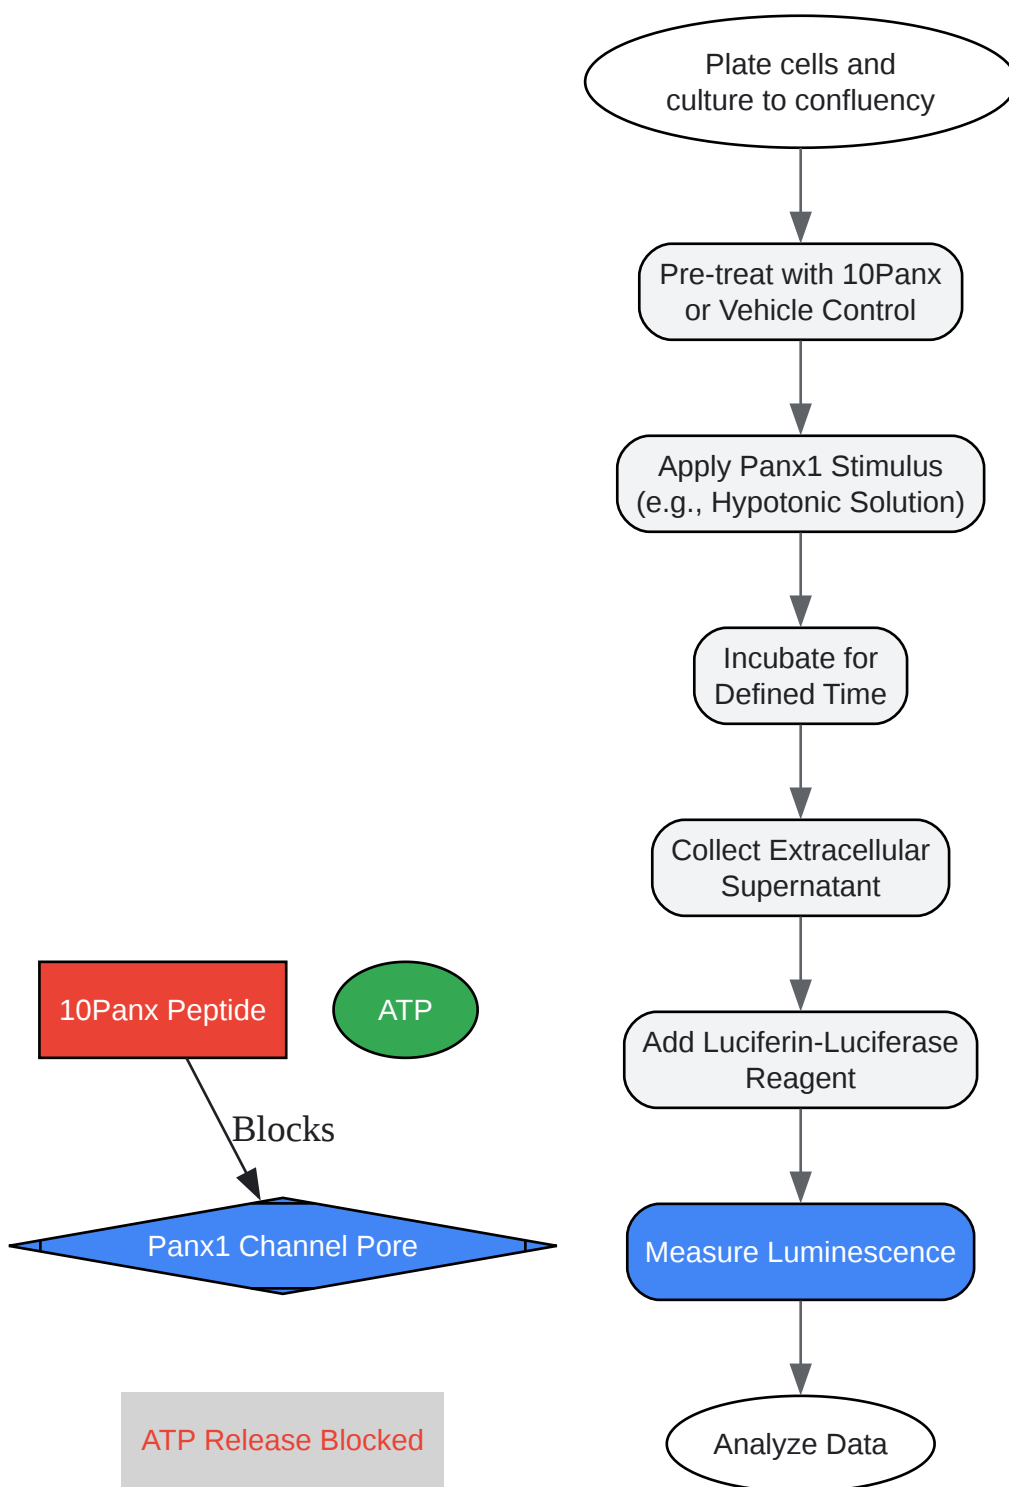 Plate cells and
culture to confluency
Pre-treat with 10Panx
or Vehicle Control
Apply Panx1 Stimulus
(e.g., Hypotonic Solution)
Incubate for
Defined Time
Collect Extracellular
Supernatant
Add Luciferin-Luciferase
Reagent
Measure Luminescence
Analyze Data
10Panx Peptide
ATP
Blocks
Panx1 Channel Pore
ATP Release Blocked